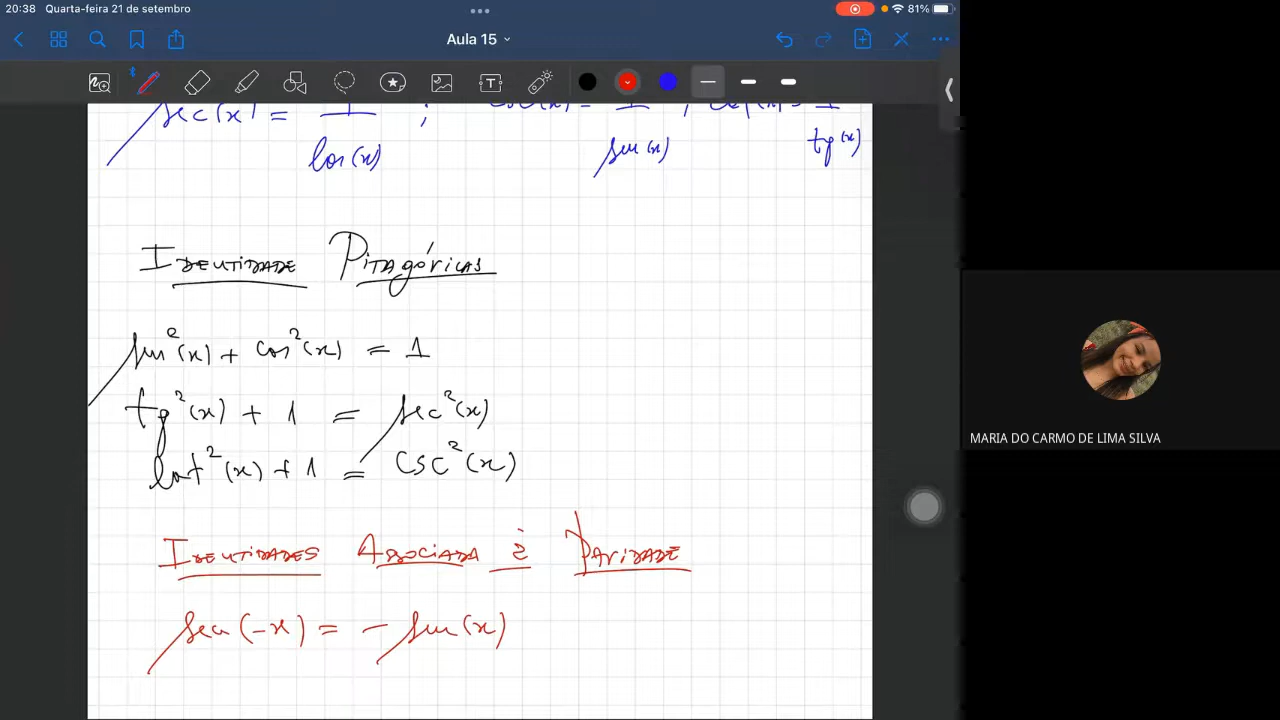 20:38 Quarta-feira 21 de setembro
81%
Aula 15
sec(x) = 1 ; csc(x) = 1 ; cotg(x) = 1
cos(x) sen(x) tg(x)
IDENTIDADE PITAGÓRICAS
sen²(x) + cos²(x) = 1
tg²(x) + 1 = sec²(x)
cot²(x) + 1 = csc²(x)
IDENTIDADES ASSOCIADA à PARIDADE
sen(-x) = - sen(x)
MARIA DO CARMO DE LIMA SILVA